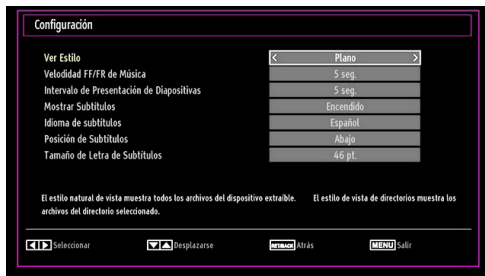 Configuración
Ver Estilo < Plano >
Velodidad FF/FR de Música 5 seg.
Intervalo de Presentación de Diapositivas 5 seg.
Mostrar Subtítulos Encendido
Idioma de subtítulos Español
Posición de Subtítulos Abajo
Tamaño de Letra de Subtítulos 46 pt.
El estilo natural de vista muestra todos los archivos del dispositivo extraíble. El estilo de vista de directorios muestra los
archivos del directorio seleccionado.
Seleccionar Desplazarse RETBACK Atrás MENU Salir